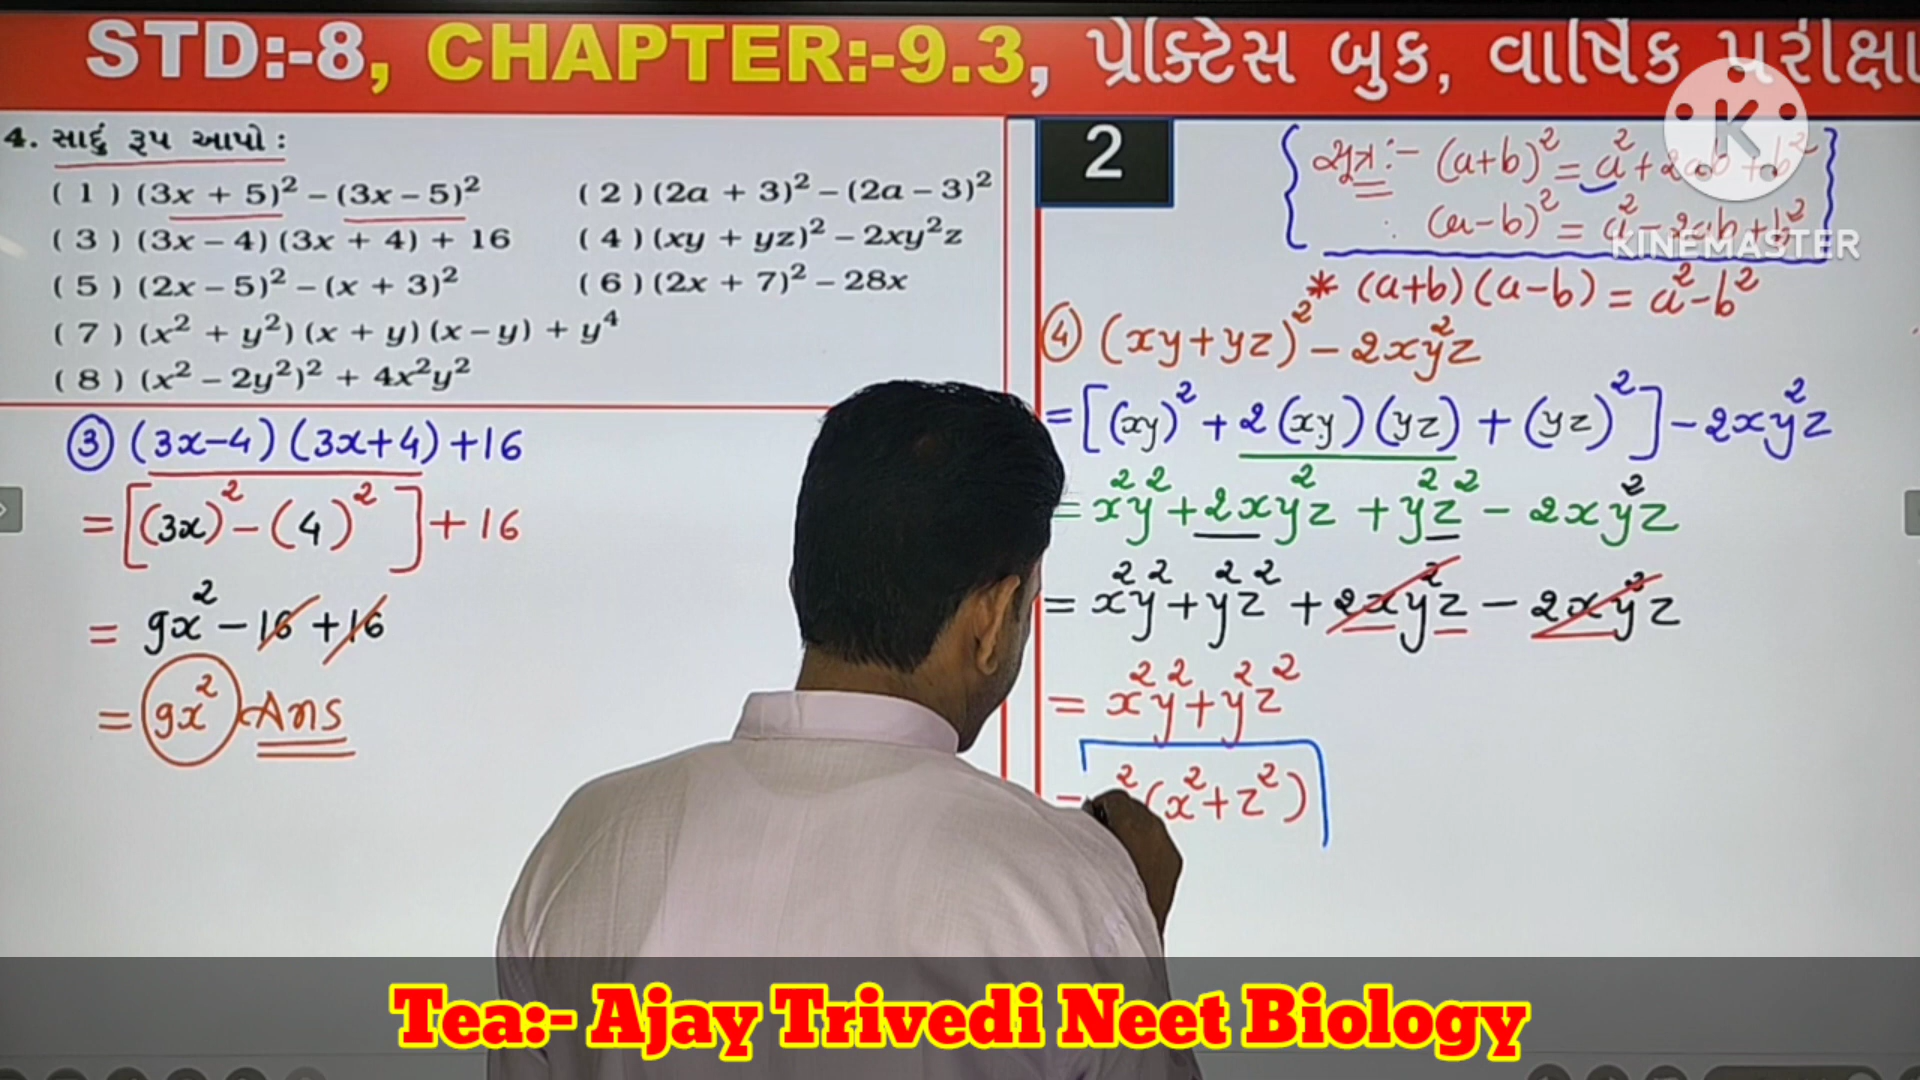 STD:-8, CHAPTER:-9.3, પ્રેક્ટિસ બુક, વાર્ષિક પરીક્ષા
4. સાદું રૂપ આપો :
( 1 ) (3x + 5)² – (3x – 5)²
( 2 ) (2a + 3)² – (2a – 3)²
( 3 ) (3x – 4) (3x + 4) + 16
( 4 ) (xy + yz)² – 2xy²z
( 5 ) (2x – 5)² – (x + 3)²
( 6 ) (2x + 7)² – 28x
( 7 ) (x² + y²) (x + y) (x – y) + y⁴
( 8 ) (x² – 2y²)² + 4x²y²
③ (3x-4) (3x+4) +16
= [(3x)² - (4)²] + 16
= 9x² - 16 + 16
= 9x² Ans
2
સૂત્ર:- (a+b)² = a² + 2ab + b²
: (a-b)² = a² - 2ab + b²
* (a+b) (a-b) = a² - b²
④ (xy+yz)² - 2xy²z
= [(xy)² + 2(xy)(yz) + (yz)²] - 2xy²z
= x²y² + 2xy²z + y²z² - 2xy²z
= x²y² + y²z² + 2xy²z - 2xy²z
= x²y² + y²z²
= ²(x²+z²)
K
KINEMASTER
Tea:- Ajay Trivedi Neet Biology